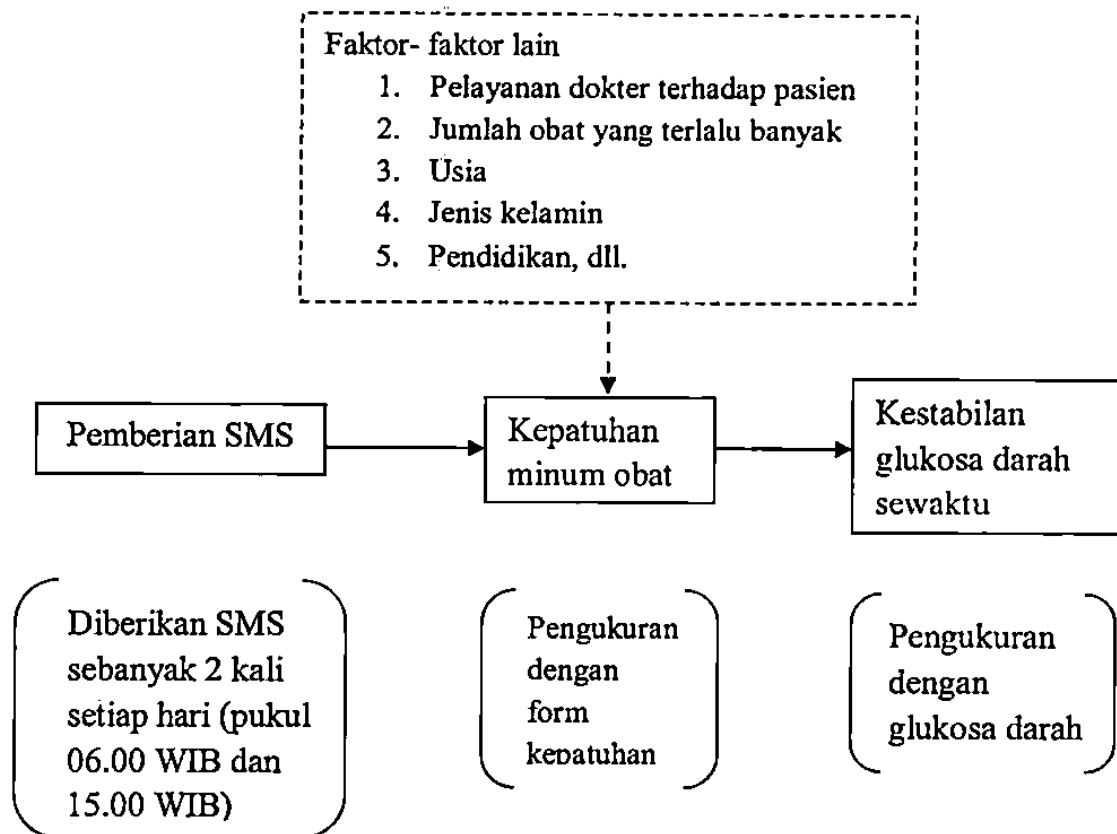 Faktor- faktor lain
1. Pelayanan dokter terhadap pasien
2. Jumlah obat yang terlalu banyak
3. Usia
4. Jenis kelamin
5. Pendidikan, dll.
Pemberian SMS
Kepatuhan
minum obat
Kestabilan
glukosa darah
sewaktu
Diberikan SMS
sebanyak 2 kali
setiap hari (pukul
06.00 WIB dan
15.00 WIB)
Pengukuran
dengan
form
kepatuhan
Pengukuran
dengan
glukosa darah